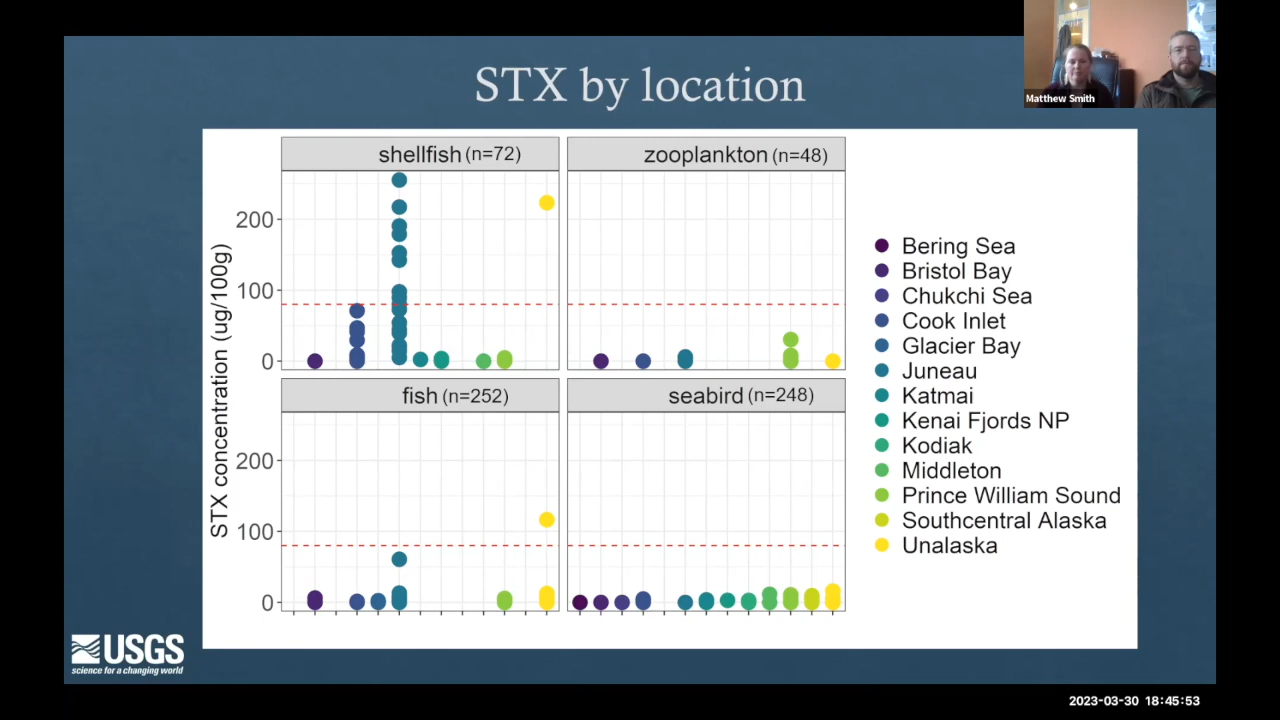 STX by location
Matthew Smith
shellfish (n=72)
zooplankton (n=48)
200
100
0
fish (n=252)
seabird (n=248)
200
100
0
STX concentration (ug/100g)
Bering Sea
Bristol Bay
Chukchi Sea
Cook Inlet
Glacier Bay
Juneau
Katmai
Kenai Fjords NP
Kodiak
Middleton
Prince William Sound
Southcentral Alaska
Unalaska
USGS
science for a changing world
2023-03-30 18:45:53